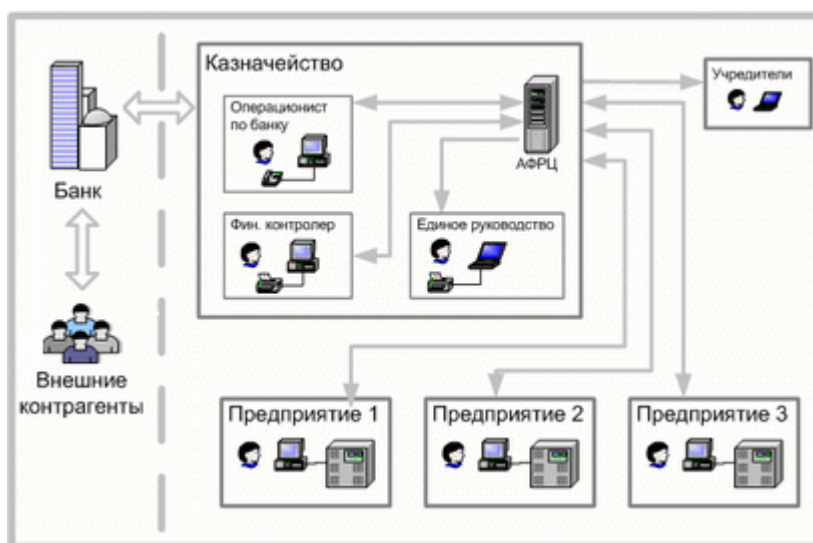 Казначейство
Учредители
Операционист
по банку
АФРЦ
Банк
Фин. контролер
Единое руководство
Внешние
контрагенты
Предприятие 1
Предприятие 2
Предприятие 3